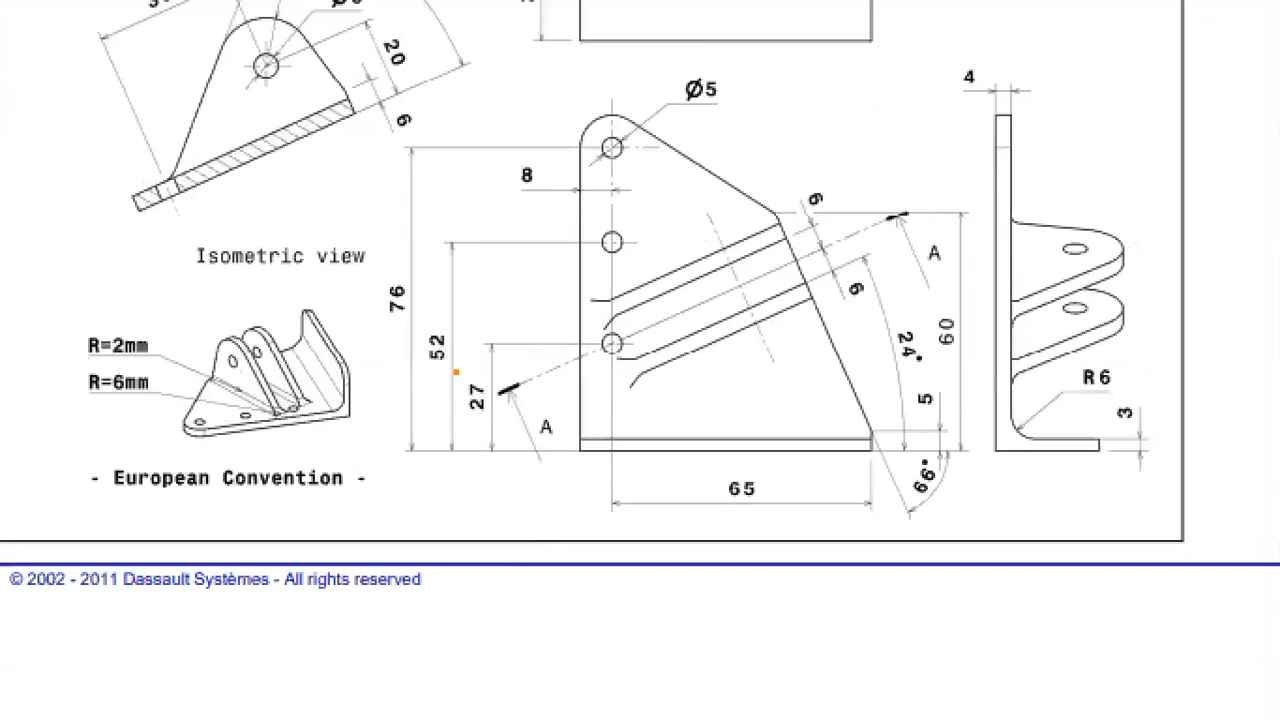 20
6
Ø5
4
8
6
A
Isometric view
6
76
60
R=2mm
52
24°
R6
R=6mm
27
5
3
A
- European Convention -
66°
65
© 2002 - 2011 Dassault Systèmes - All rights reserved